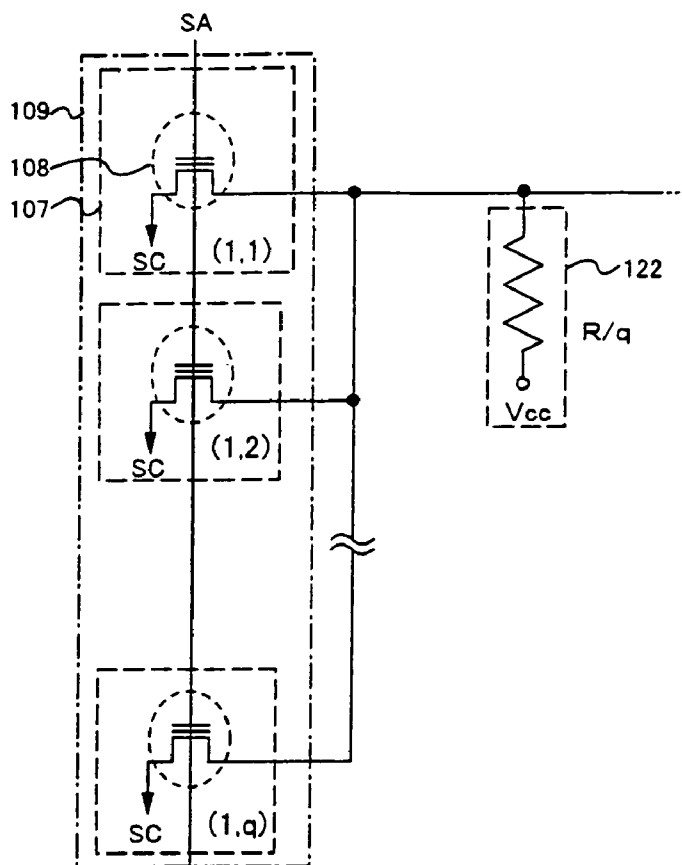 SA
109
108
107
SC
(1,1)
122
R/q
Vcc
SC
(1,2)
SC
(1,q)